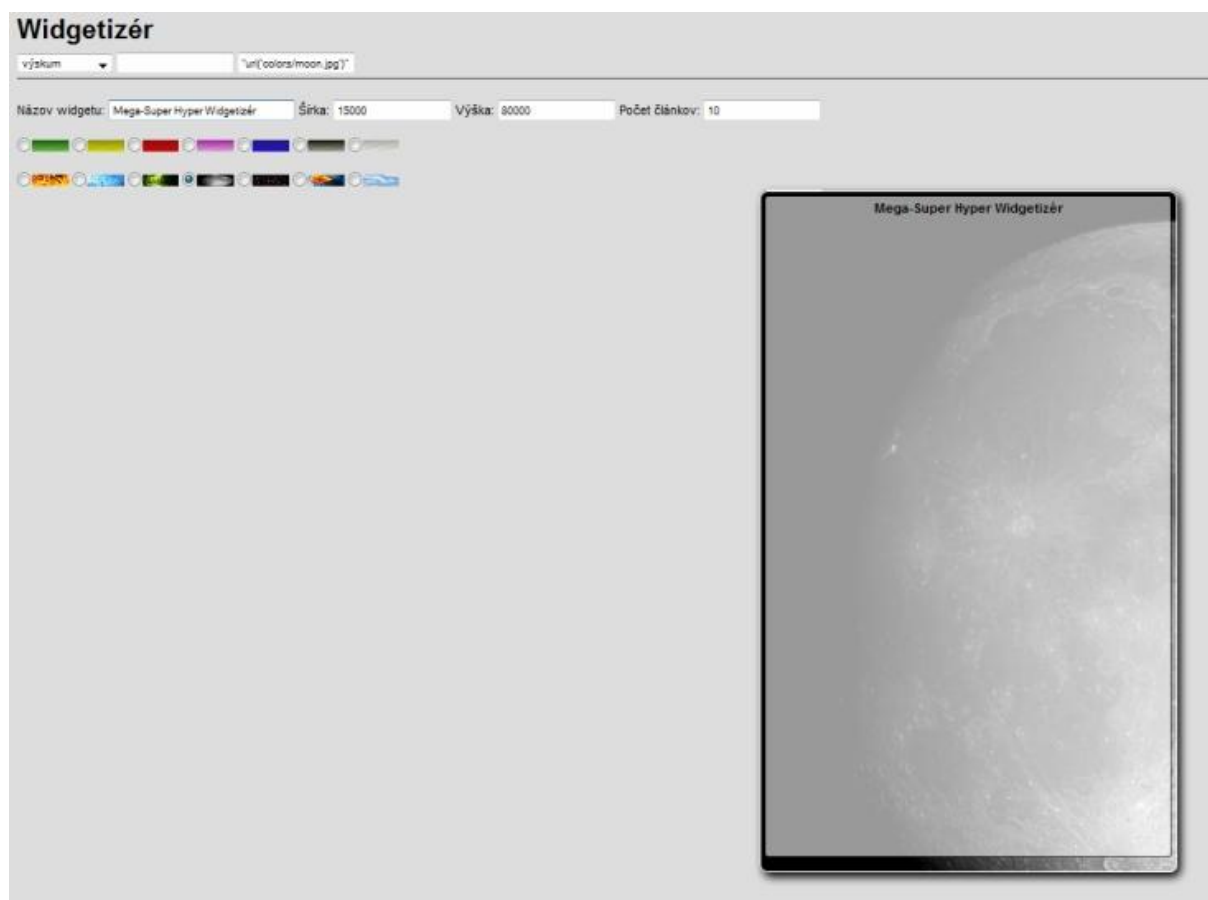 Widgetizér
výskum "url('colors/moon.jpg')"
Názov widgetu: Mega-Super Hyper Widgetizér Šírka: 15000 Výška: 80000 Počet článkov: 10
Mega-Super Hyper Widgetizér